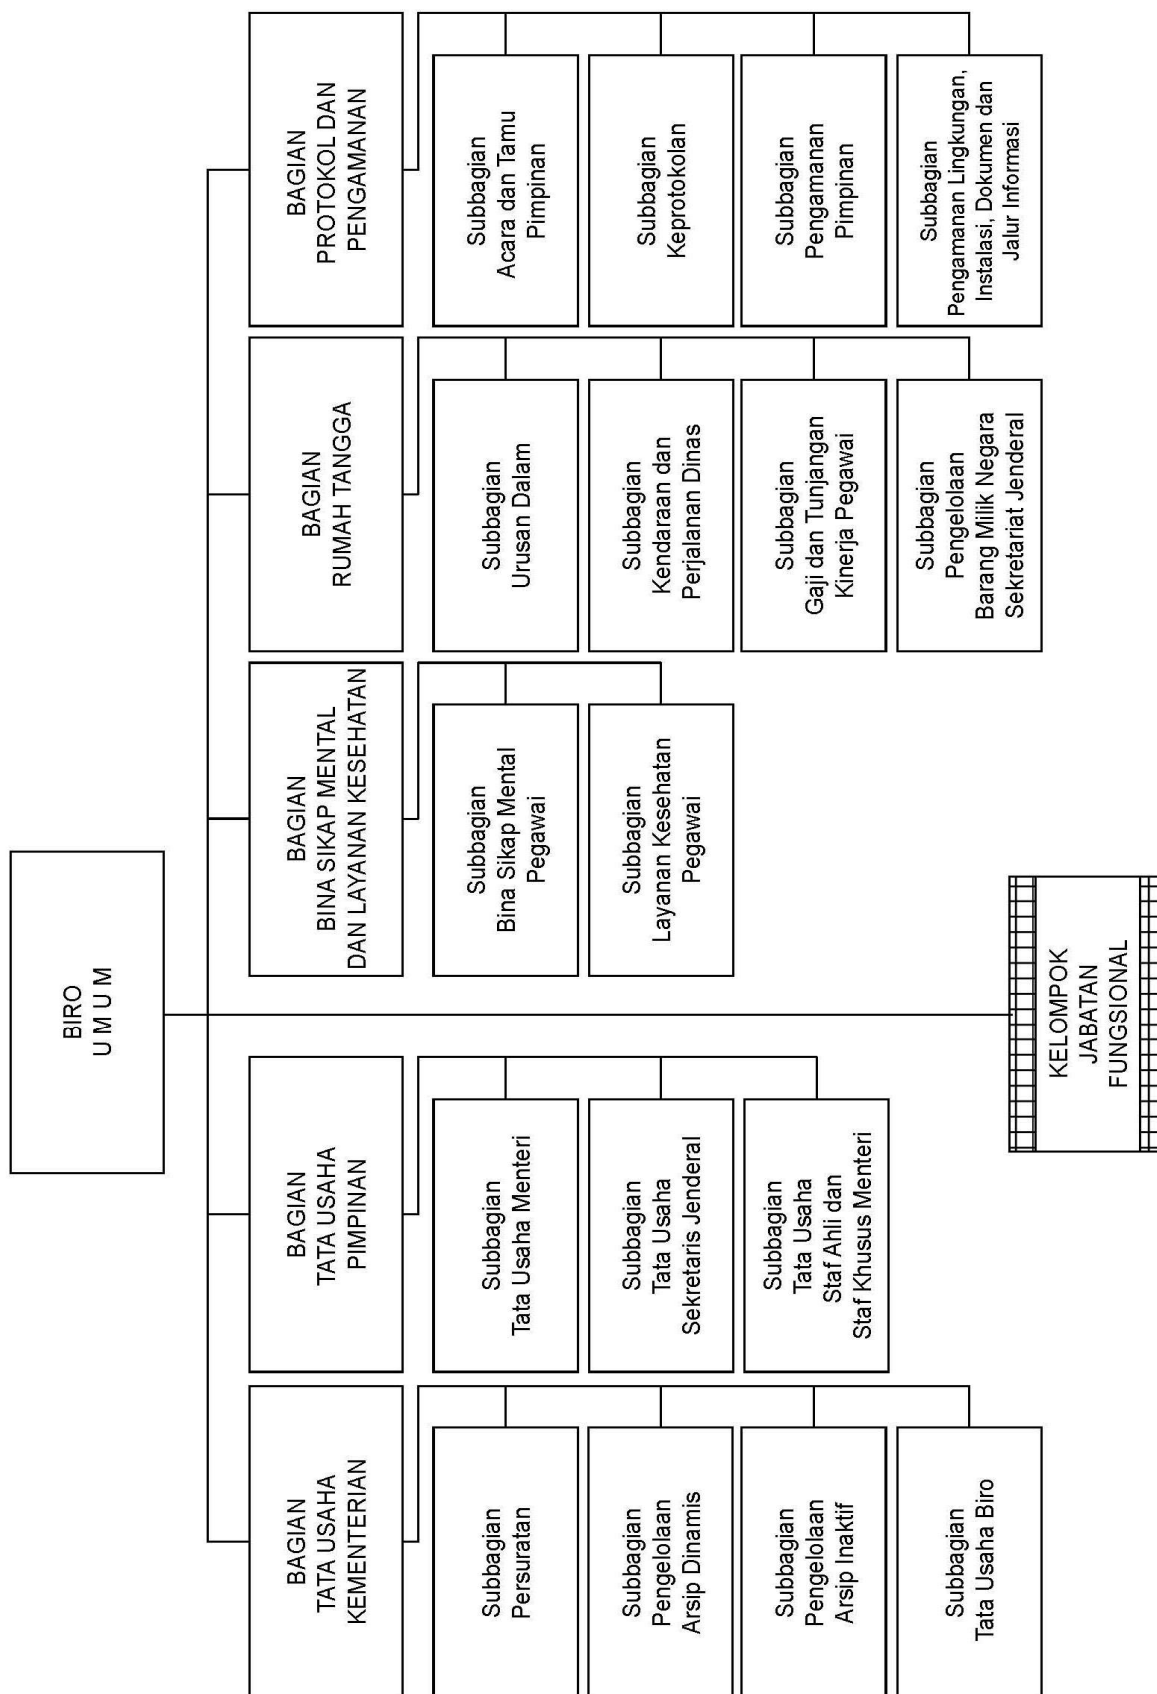 BIRO
U M U M
BAGIAN
TATA USAHA
KEMENTERIAN
Subbagian
Persuratan
Subbagian
Pengelolaan
Arsip Dinamis
Subbagian
Pengelolaan
Arsip Inaktif
Subbagian
Tata Usaha Biro
BAGIAN
TATA USAHA
PIMPINAN
Subbagian
Tata Usaha Menteri
Subbagian
Tata Usaha
Sekretaris Jenderal
Subbagian
Tata Usaha
Staf Ahli dan
Staf Khusus Menteri
BAGIAN
BINA SIKAP MENTAL
DAN LAYANAN KESEHATAN
Subbagian
Bina Sikap Mental
Pegawai
Subbagian
Layanan Kesehatan
Pegawai
BAGIAN
RUMAH TANGGA
Subbagian
Urusan Dalam
Subbagian
Kendaraan dan
Perjalanan Dinas
Subbagian
Gaji dan Tunjangan
Kinerja Pegawai
Subbagian
Pengelolaan
Barang Milik Negara
Sekretariat Jenderal
BAGIAN
PROTOKOL DAN
PENGAMANAN
Subbagian
Acara dan Tamu
Pimpinan
Subbagian
Keprotokolan
Subbagian
Pengamanan
Pimpinan
Subbagian
Pengamanan Lingkungan,
Instalasi, Dokumen dan
Jalur Informasi
KELOMPOK
JABATAN
FUNGSIONAL